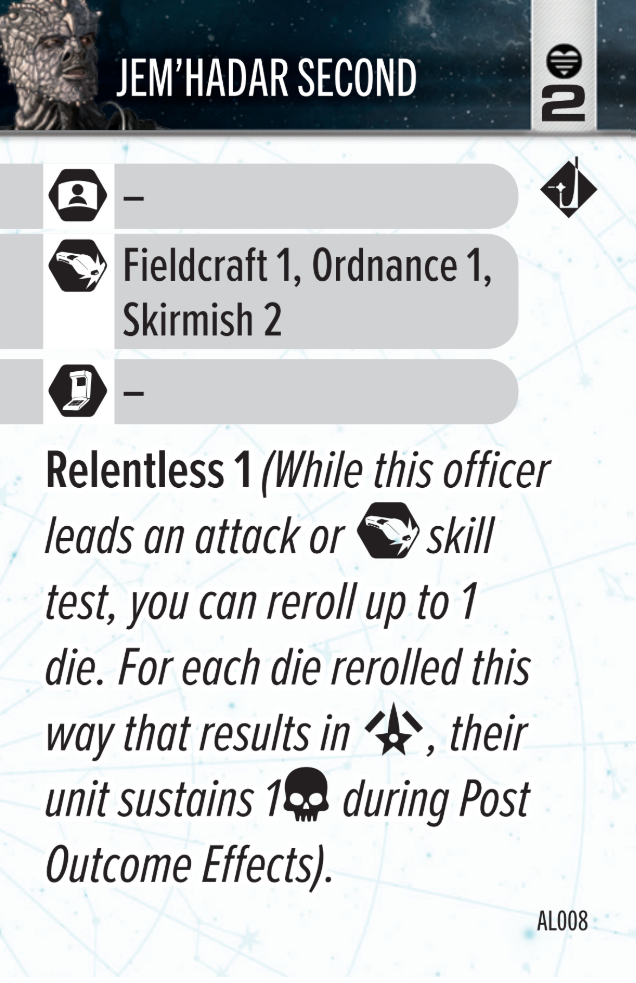 JEM'HADAR SECOND
2
–
Fieldcraft 1, Ordnance 1,
Skirmish 2
–
Relentless 1 (While this officer
leads an attack or skill
test, you can reroll up to 1
die. For each die rerolled this
way that results in , their
unit sustains 1 during Post
Outcome Effects).
AL008